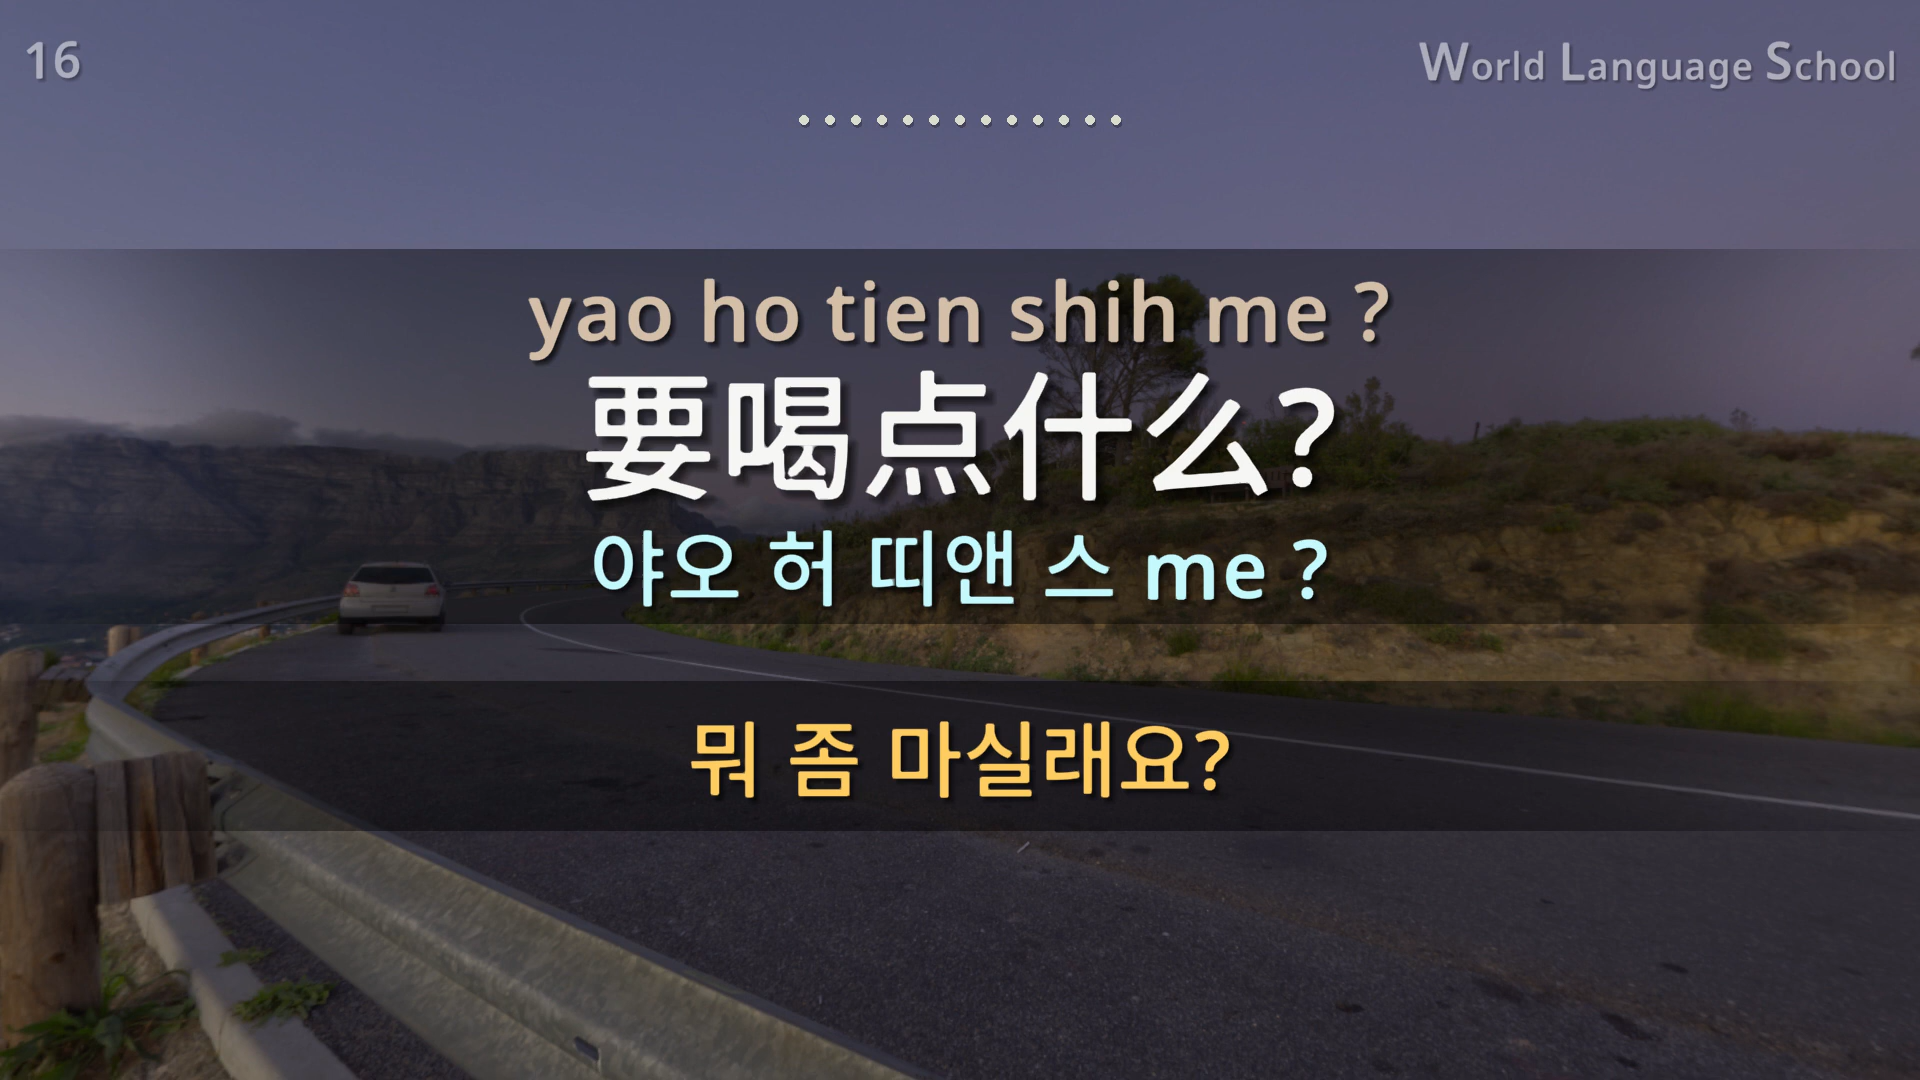 16
World Language School
yao ho tien shih me ?
要喝点什么?
야오 허 띠앤 스 me ?
뭐 좀 마실래요?